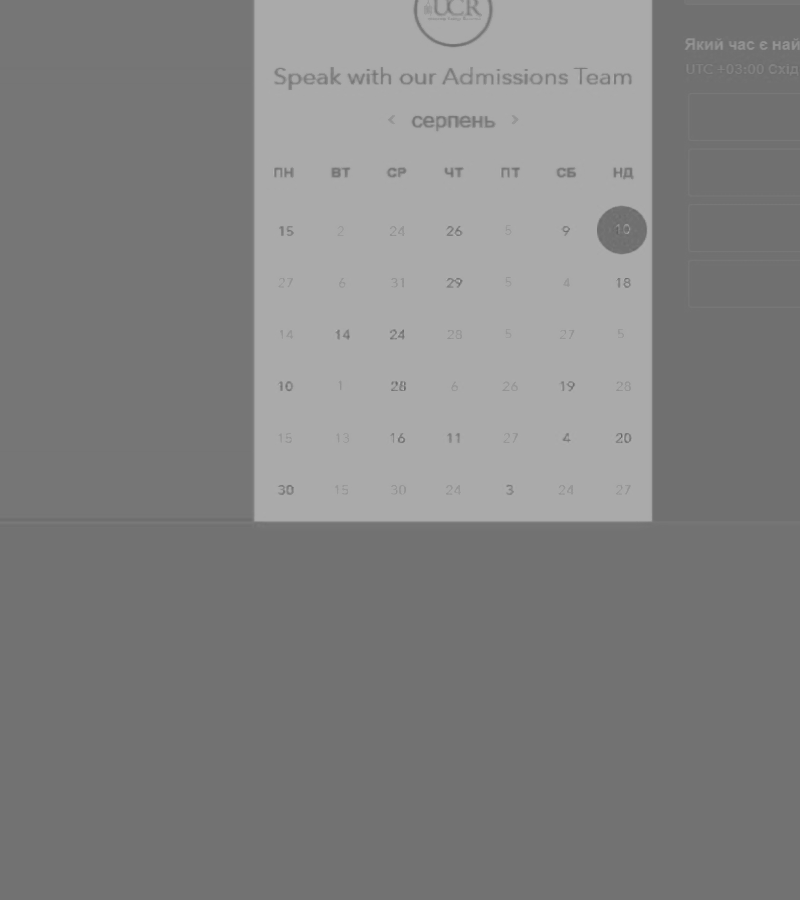 UCR
Speak with our Admissions Team
< серпень >
ПН ВТ СР ЧТ ПТ СБ НД
15 2 24 26 5 9 10
27 6 31 29 5 4 18
14 14 24 28 5 27 5
10 1 28 6 26 19 28
15 13 16 11 27 4 20
30 15 30 24 3 24 27
Який час є най
UTC +03:00 Схід